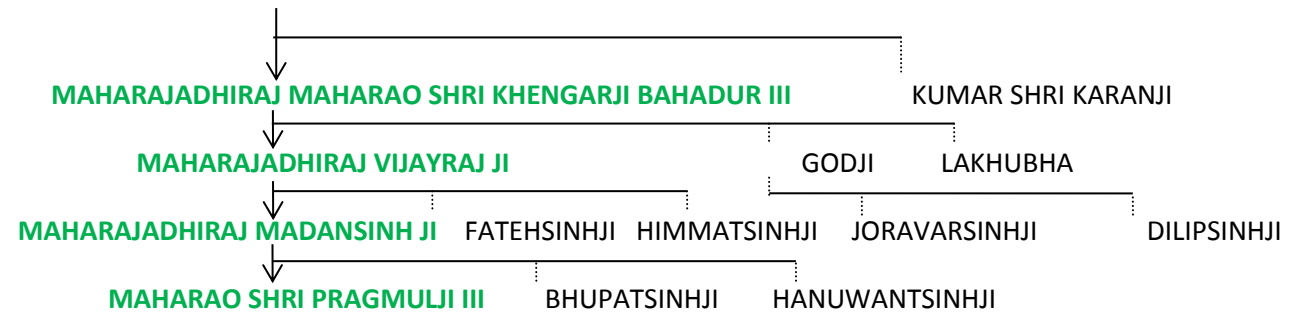 MAHARAJADHIRAJ MAHARAO SHRI KHENGARJI BAHADUR III KUMAR SHRI KARANJI
MAHARAJADHIRAJ VIJAYRAJ JI GODJI LAKHUBHA
MAHARAJADHIRAJ MADANSINH JI FATEHSINHJI HIMMATSINHJI JORAVARSINHJI DILIPSINHJI
MAHARAO SHRI PRAGMULJI III BHUPATSINHJI HANUWANTSINHJI